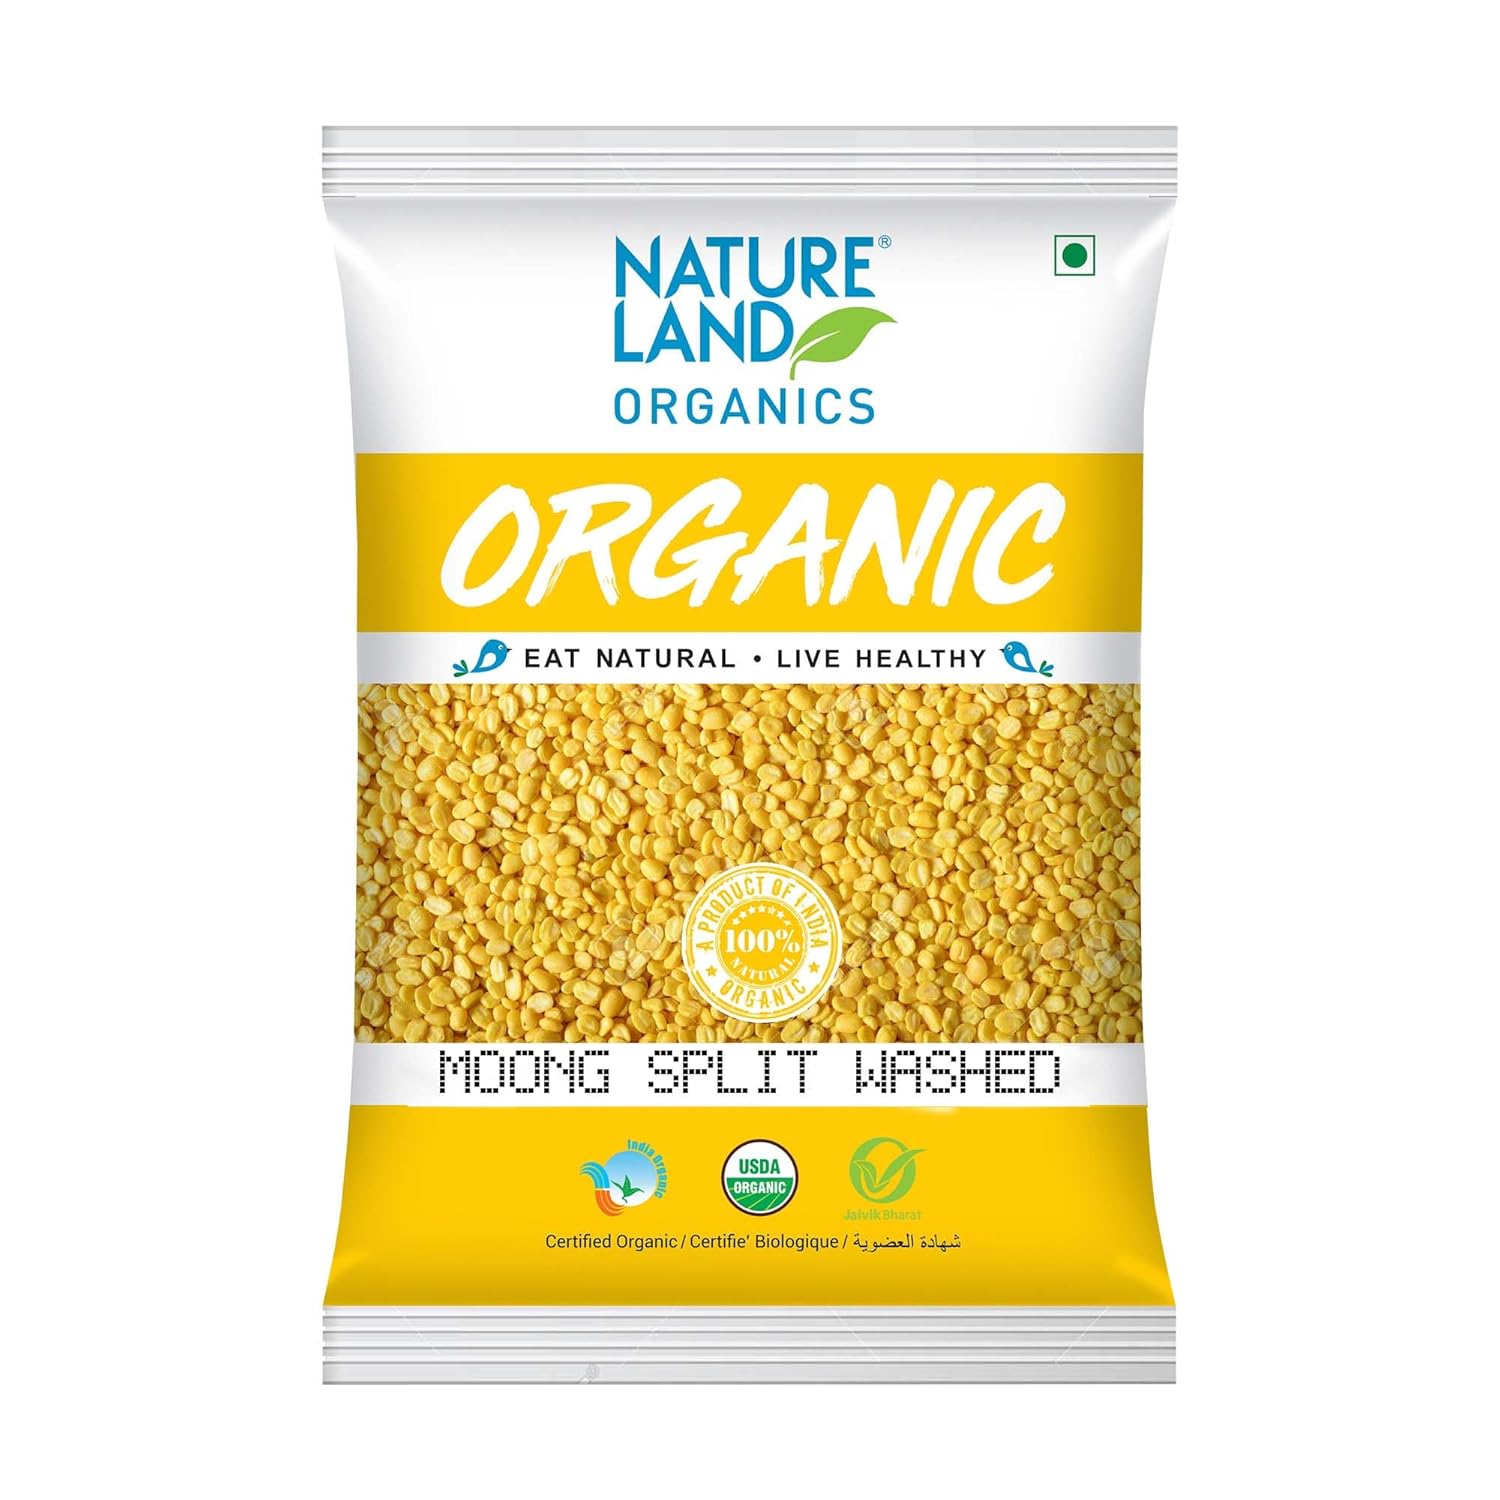 NATURE®
LAND
ORGANICS
ORGANIC
EAT NATURAL • LIVE HEALTHY
A PRODUCT OF INDIA
100%
NATURAL
ORGANIC
MOONG SPLIT WASHED
India Organic
USDA
ORGANIC
Jaivik Bharat
Certified Organic / Certifie' Biologique / شهادة العضوية